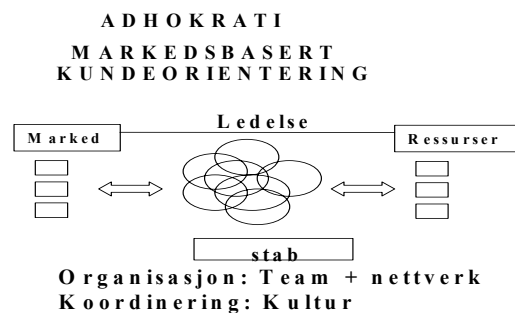 ADHOKRATI
MARKEDSBASERT
KUNDEORIENTERING
Ledelse
Marked
Ressurser
stab
Organisasjon: Team + nettverk
Koordinering: Kultur